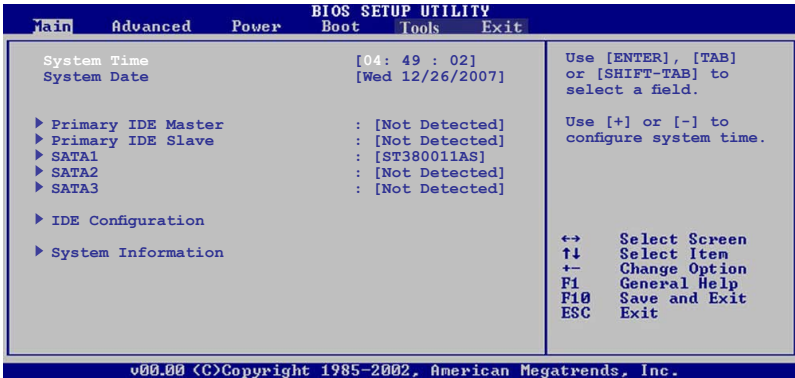 BIOS SETUP UTILITY
Main Advanced Power Boot Tools Exit
System Time [04: 49 : 02]
System Date [Wed 12/26/2007]
Primary IDE Master : [Not Detected]
Primary IDE Slave : [Not Detected]
SATA1 : [ST380011AS]
SATA2 : [Not Detected]
SATA3 : [Not Detected]
IDE Configuration
System Information
Use [ENTER], [TAB]
or [SHIFT-TAB] to
select a field.
Use [+] or [-] to
configure system time.
←→ Select Screen
↑↓ Select Item
+- Change Option
F1 General Help
F10 Save and Exit
ESC Exit
v00.00 (C)Copyright 1985-2002, American Megatrends, Inc.